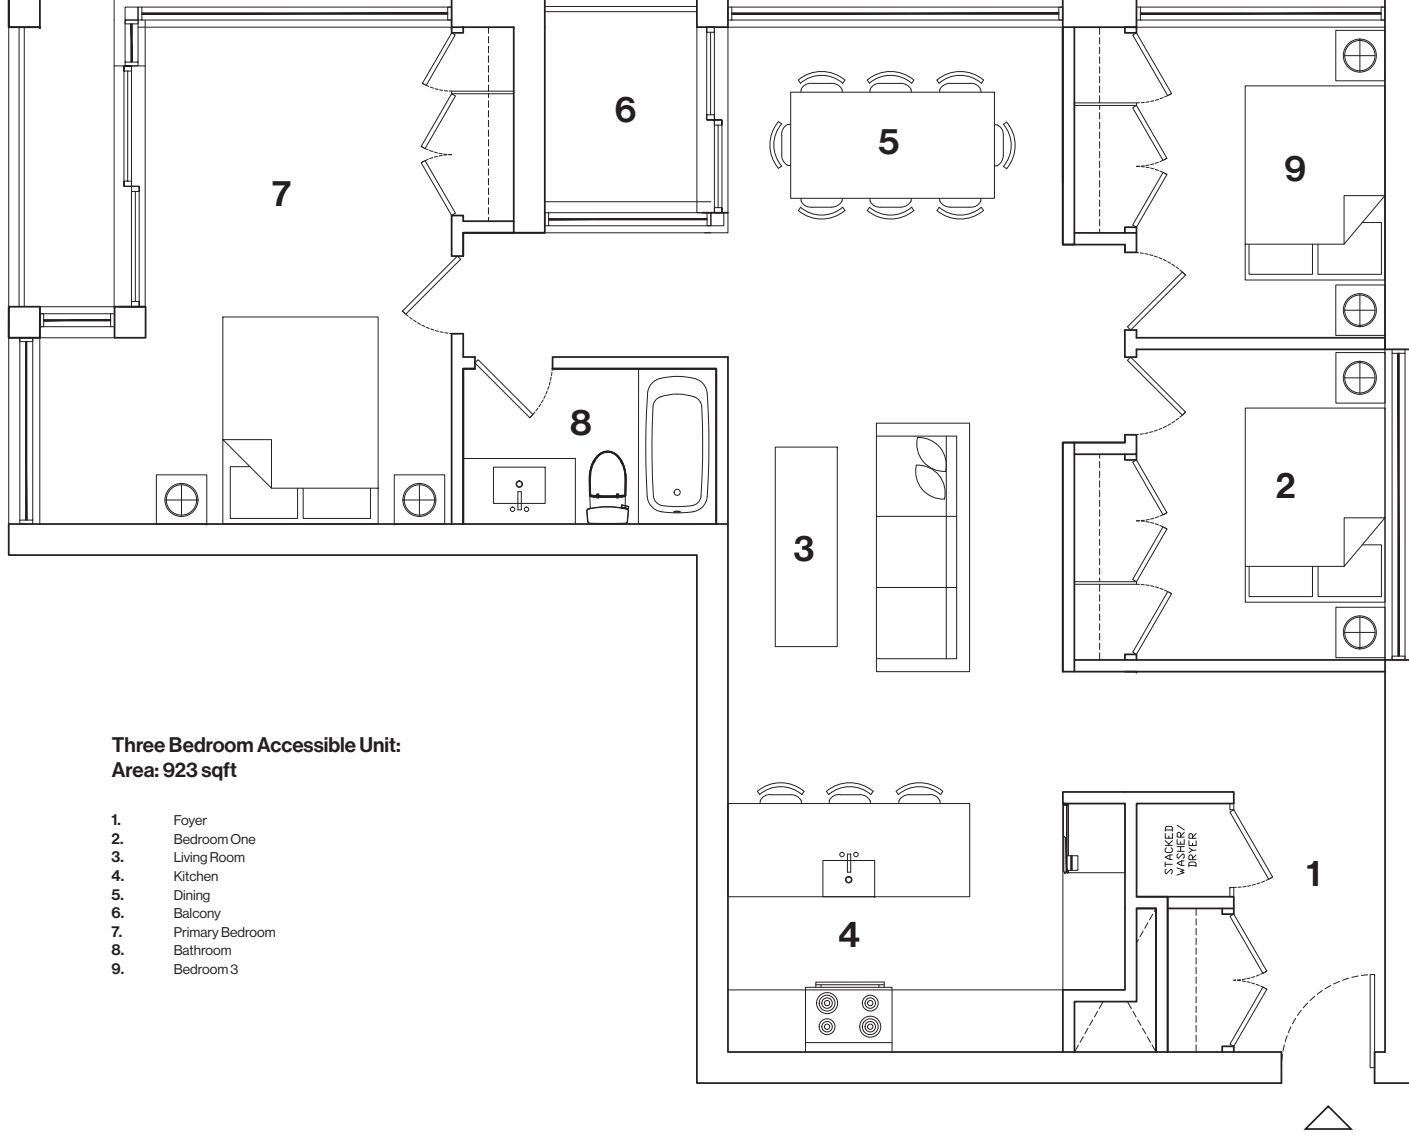 6
5
9
7
8
2
3
Three Bedroom Accessible Unit:
Area: 923 sqft
1. Foyer
2. Bedroom One
3. Living Room
4. Kitchen
5. Dining
6. Balcony
7. Primary Bedroom
8. Bathroom
9. Bedroom 3
STACKED
WASHER/
DRYER
1
4